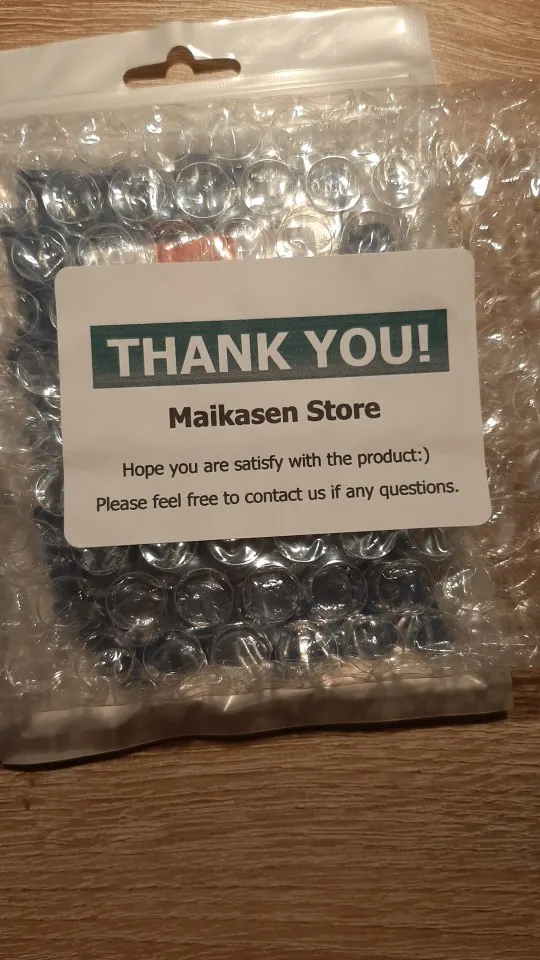 THANK YOU!
Maikasen Store
Hope you are satisfy with the product:)
Please feel free to contact us if any questions.